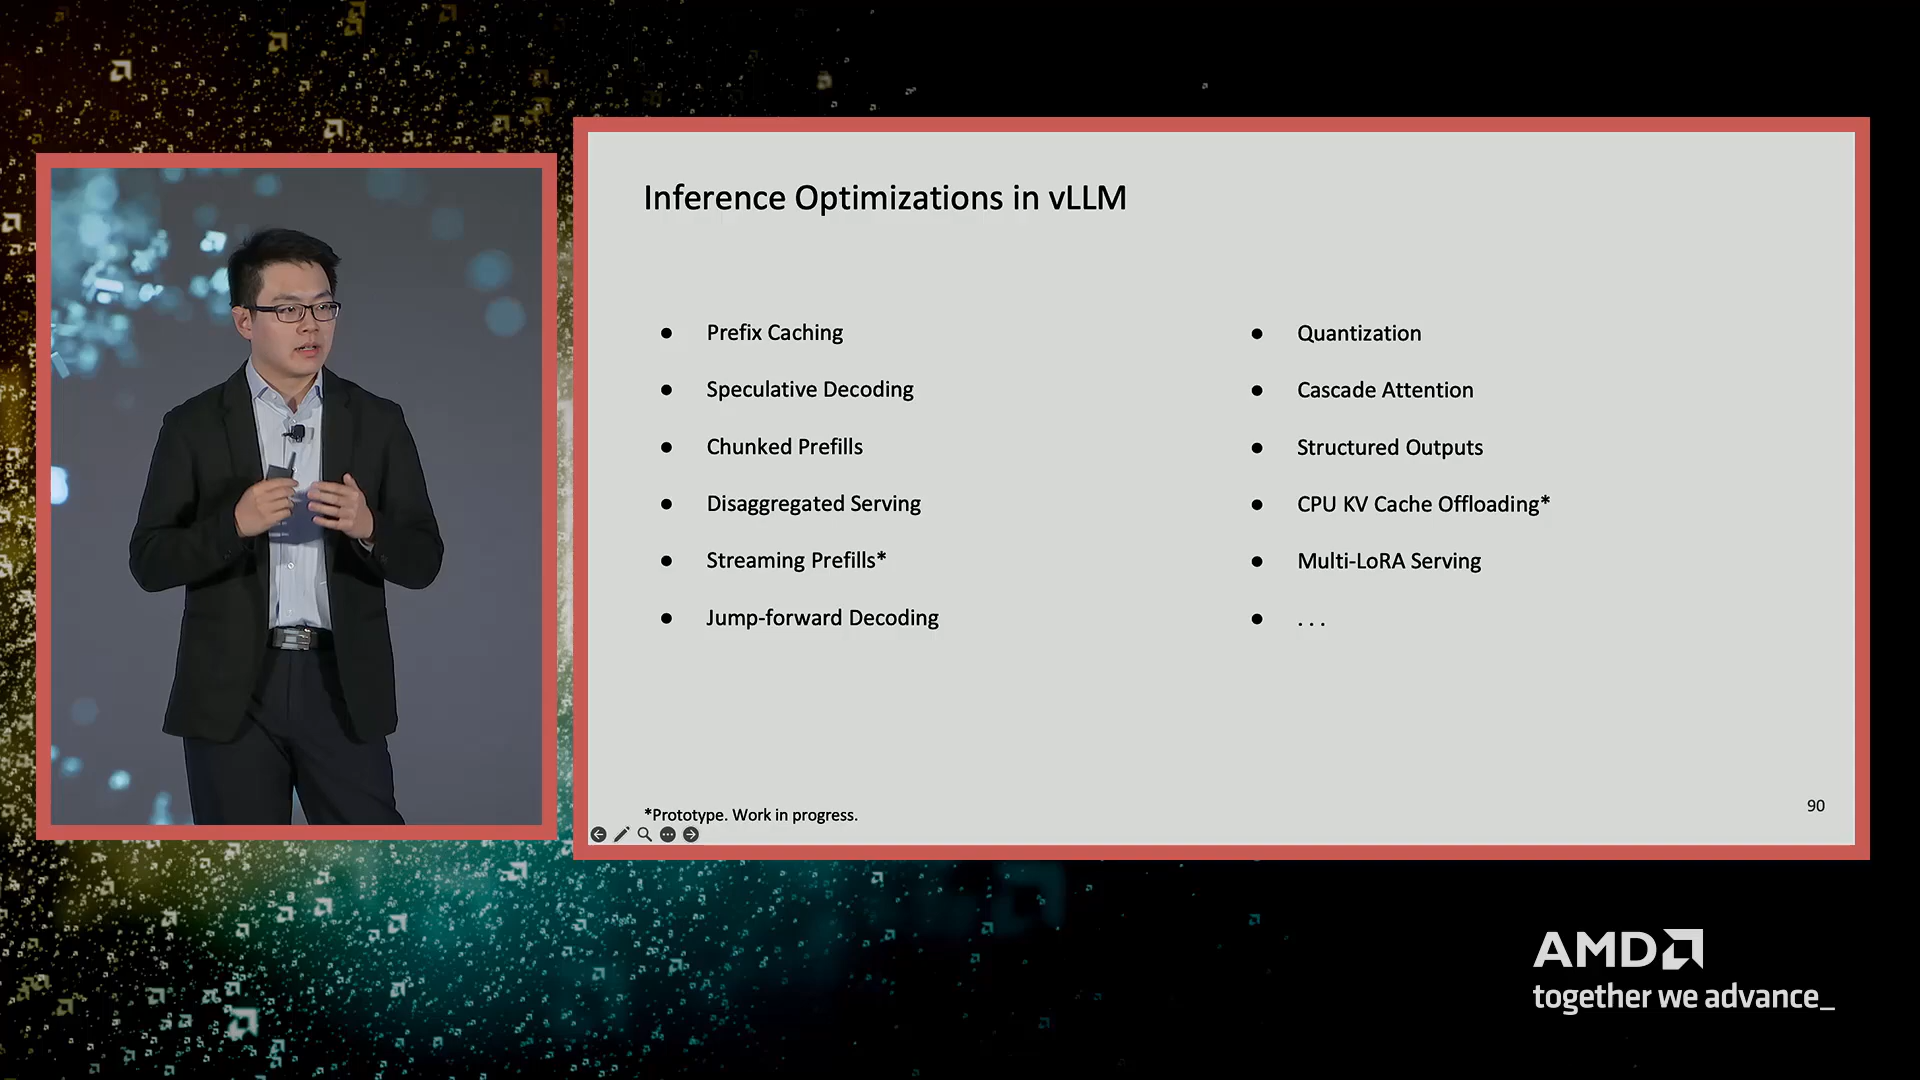 Inference Optimizations in vLLM
● Prefix Caching
● Speculative Decoding
● Chunked Prefills
● Disaggregated Serving
● Streaming Prefills*
● Jump-forward Decoding
● Quantization
● Cascade Attention
● Structured Outputs
● CPU KV Cache Offloading*
● Multi-LoRA Serving
● . . .
*Prototype. Work in progress.
90
AMD
together we advance_